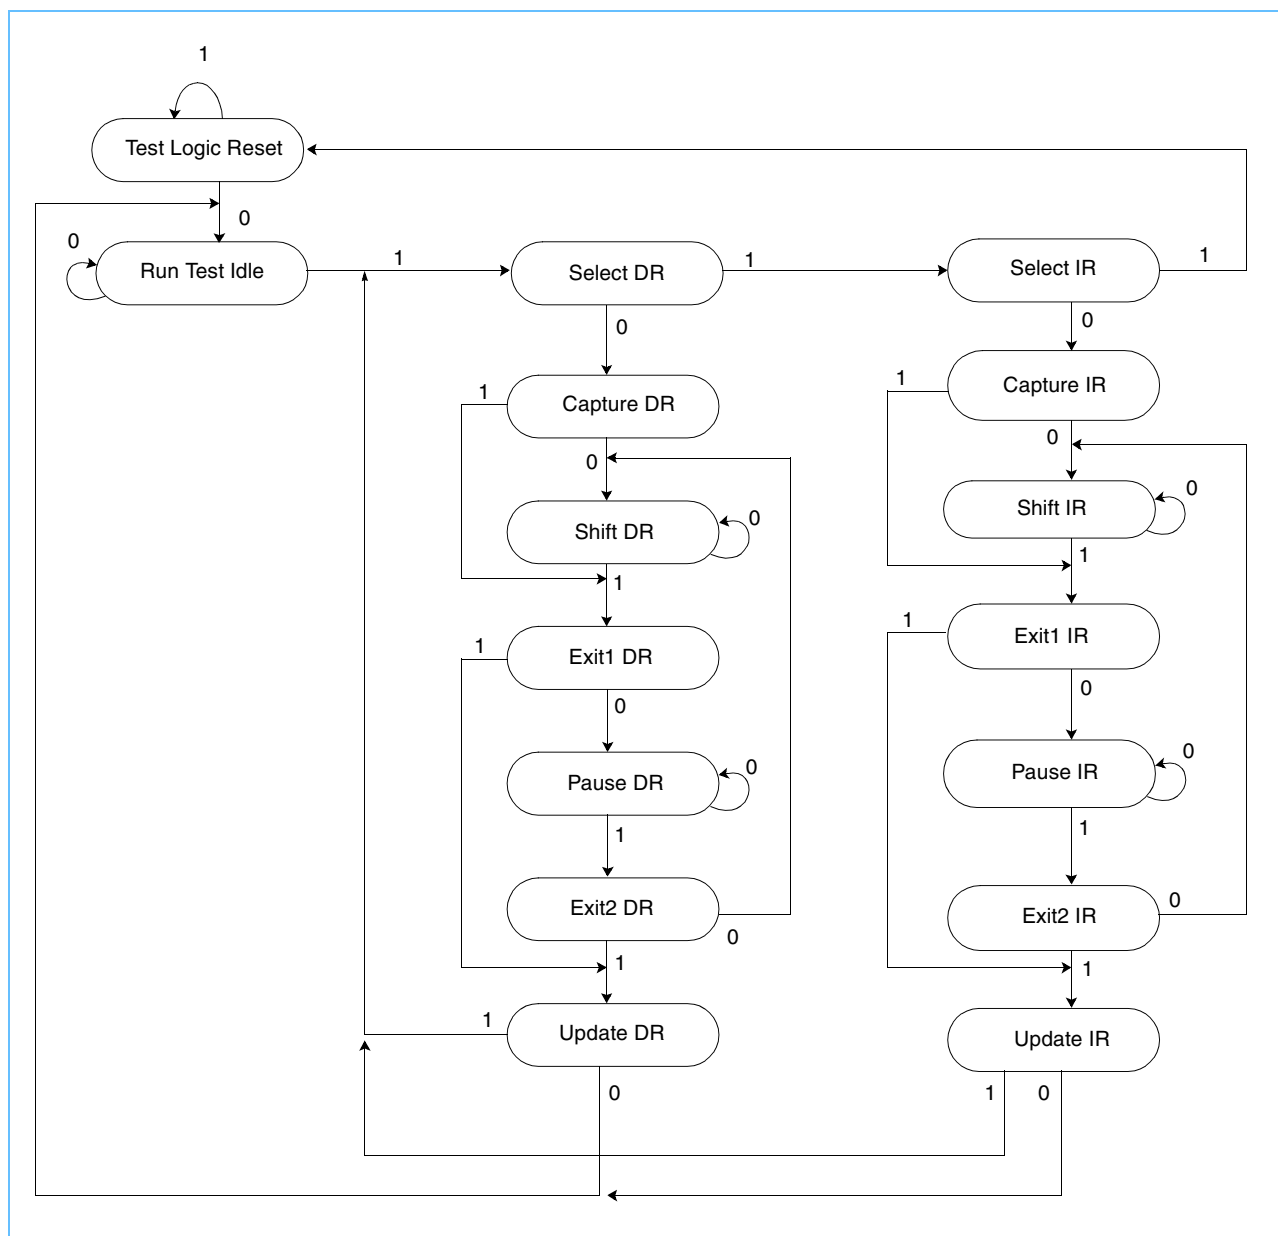 1
Test Logic Reset
0
0
Run Test Idle
1
Select DR
1
Select IR
1
0
0
1
Capture DR
1
Capture IR
0
0
Shift DR
0
Shift IR
0
1
1
1
Exit1 DR
1
Exit1 IR
0
0
Pause DR
0
Pause IR
0
1
1
Exit2 DR
0
Exit2 IR
0
1
1
1
Update DR
Update IR
0
1
0